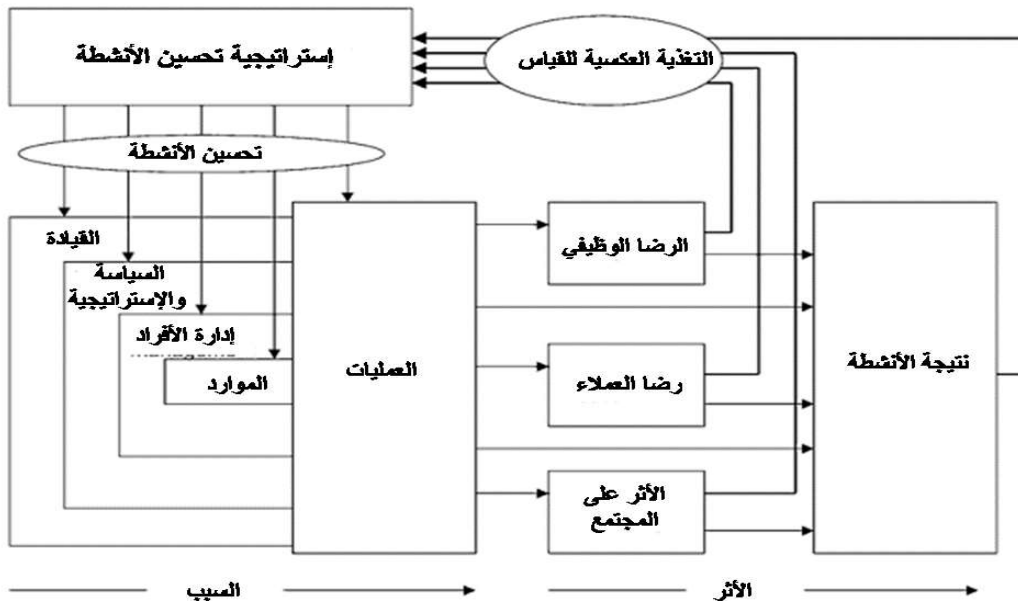 إستراتيجية تحسين الأنشطة
التغذية العكسية للقياس
تحسين الأنشطة
القيادة
السياسة
والإستراتيجية
إدارة الأفراد
الموارد
العمليات
الرضا الوظيفي
رضا العملاء
الأثر على
المجتمع
نتيجة الأنشطة
السبب
الأثر